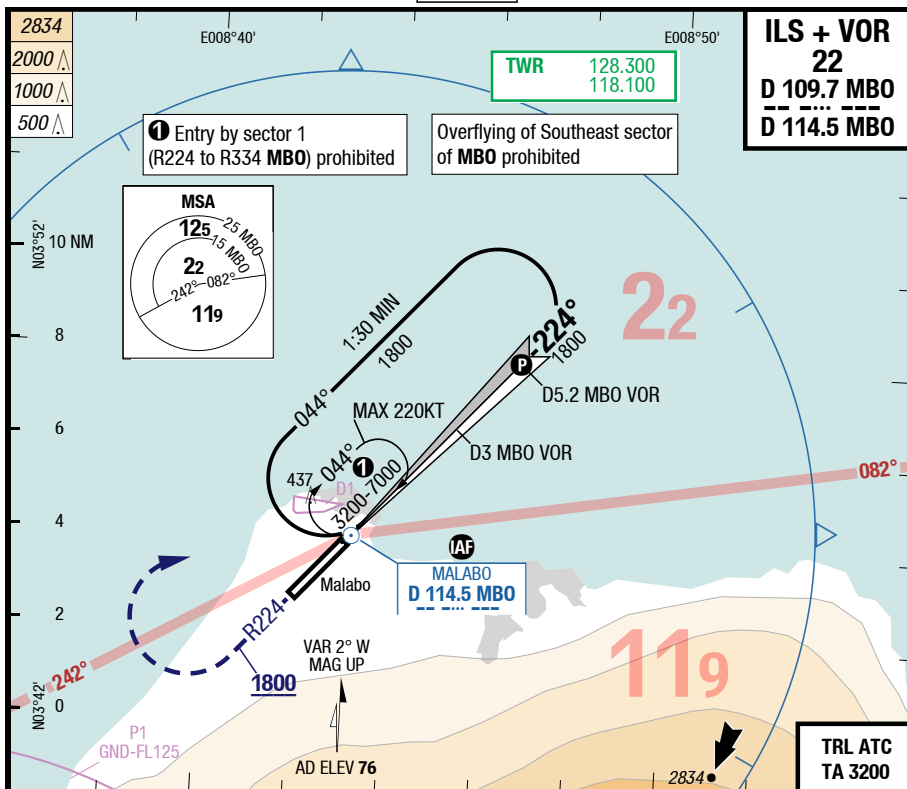 2834
2000
1000
500
E008°40'
E008°50'
TWR 128.300
118.100
ILS + VOR
22
D 109.7 MBO
D 114.5 MBO
1 Entry by sector 1
(R224 to R334 MBO) prohibited
Overflying of Southeast sector
of MBO prohibited
MSA
125
25 MBO
15 MBO
22
242° 082°
119
N03°52'
10 NM
8
6
4
2
0
N03°42'
1:30 MIN
1800
044°
-224°
1800
22
P
D5.2 MBO VOR
MAX 220KT
D3 MBO VOR
044°
1
3200-7000
437
D1
082°
IAF
MALABO
D 114.5 MBO
Malabo
R224-
1800
242°
VAR 2° W
MAG UP
119
P1
GND-FL125
AD ELEV 76
2834
TRL ATC
TA 3200